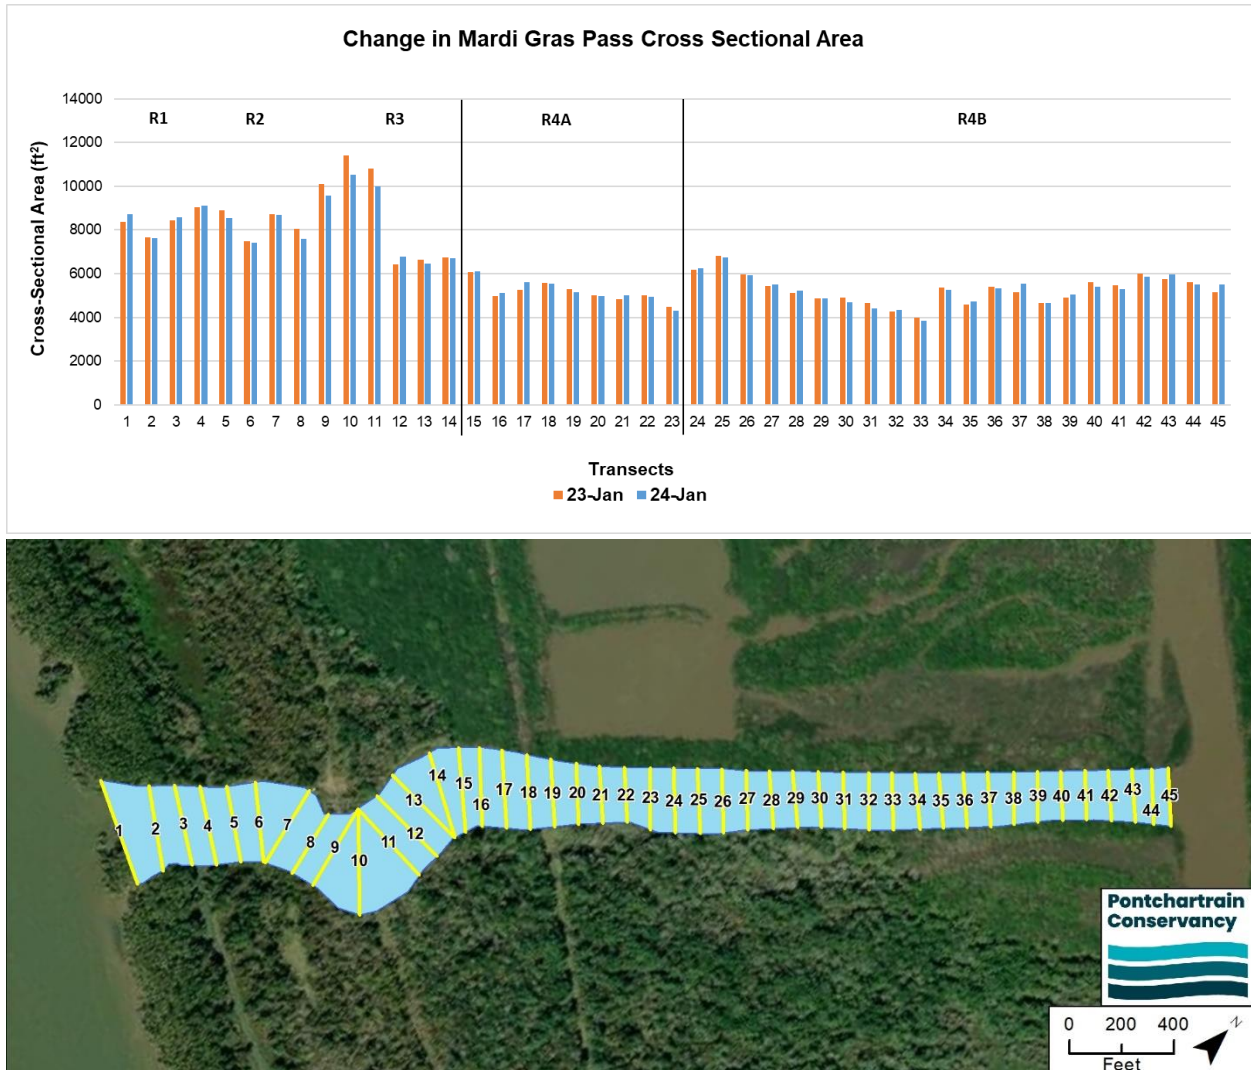 Change in Mardi Gras Pass Cross Sectional Area
Cross-Sectional Area (ft²)
14000
12000
10000
8000
6000
4000
2000
0
R1 R2 R3 R4A R4B
1 2 3 4 5 6 7 8 9 10 11 12 13 14 15 16 17 18 19 20 21 22 23 24 25 26 27 28 29 30 31 32 33 34 35 36 37 38 39 40 41 42 43 44 45
Transects
23-Jan 24-Jan
1 2 3 4 5 6 7 8 9 10 11 12 13 14 15 16 17 18 19 20 21 22 23 24 25 26 27 28 29 30 31 32 33 34 35 36 37 38 39 40 41 42 43 44 45
Pontchartrain
Conservancy
0 200 400
Feet
N